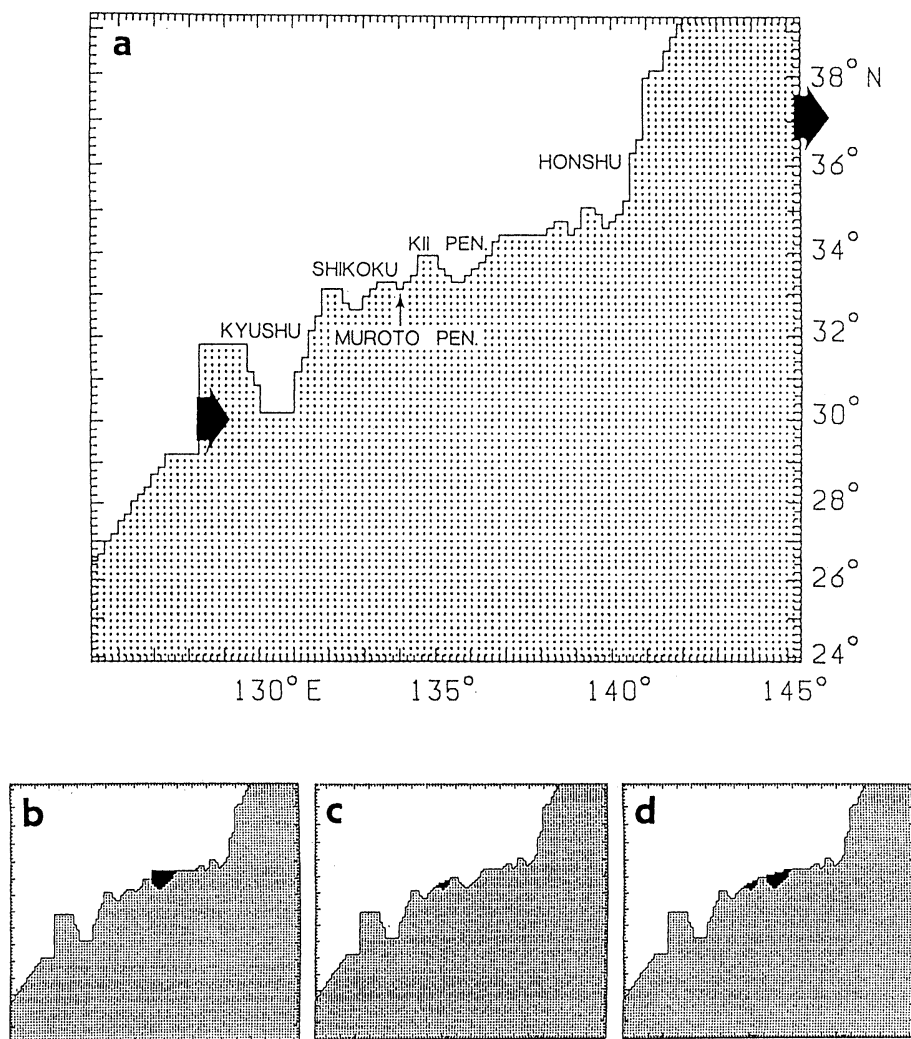 a
38° N
HONSHU
36°
KII PEN.
34°
SHIKOKU
KYUSHU
MUROTO PEN.
32°
30°
28°
26°
24°
130° E
135°
140°
145°
b
c
d